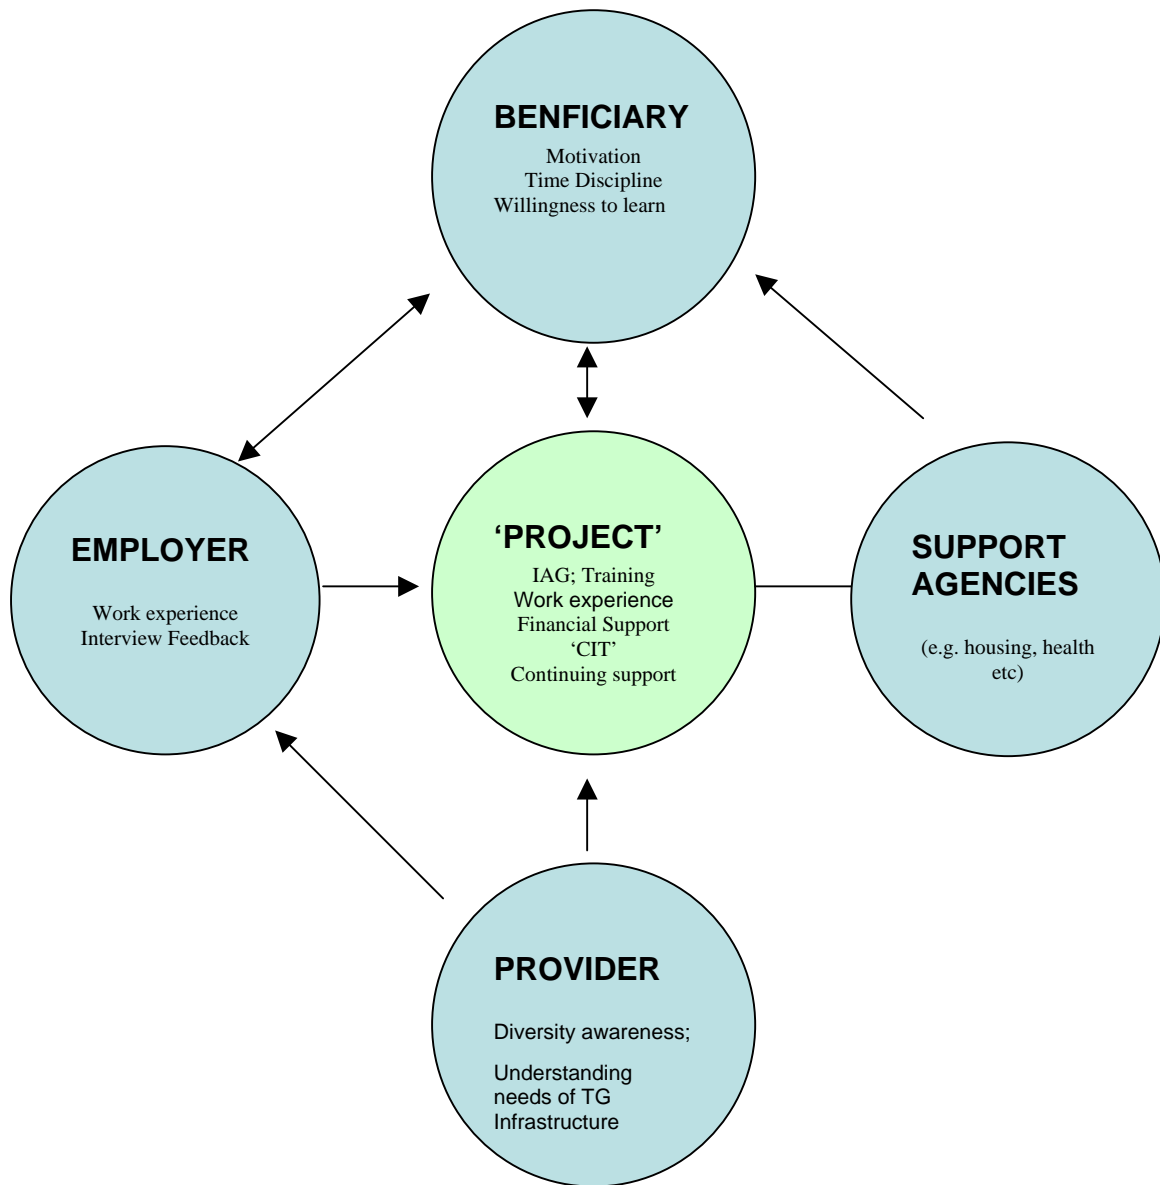 BENFICIARY
Motivation
Time Discipline
Willingness to learn
EMPLOYER
Work experience
Interview Feedback
‘PROJECT’
IAG; Training
Work experience
Financial Support
‘CIT’
Continuing support
SUPPORT
AGENCIES
(e.g. housing, health
etc)
PROVIDER
Diversity awareness;
Understanding
needs of TG
Infrastructure